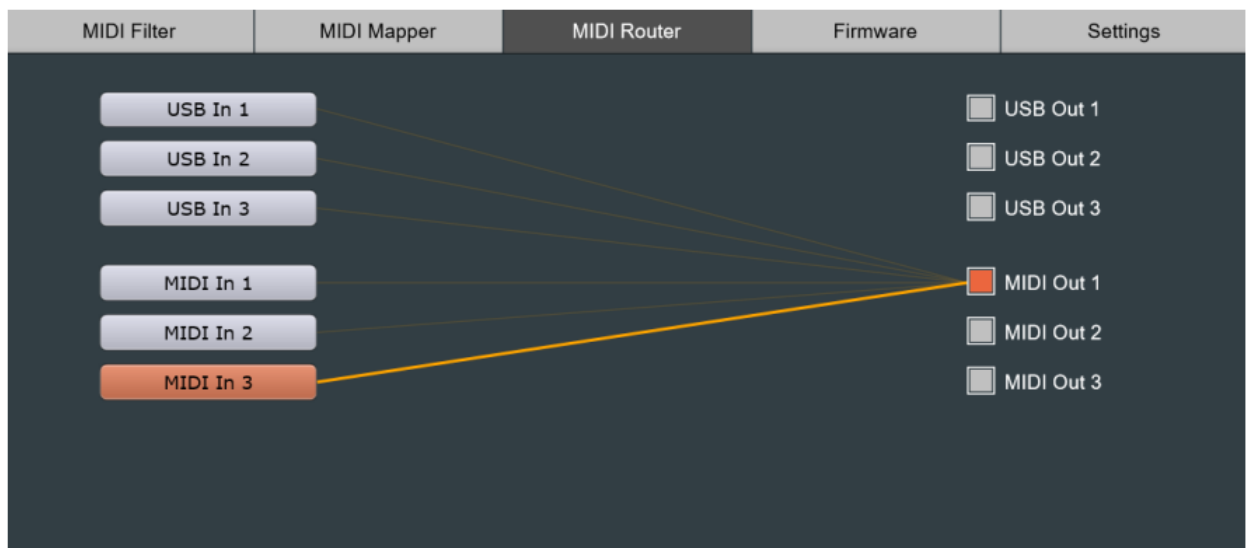 MIDI Filter MIDI Mapper MIDI Router Firmware Settings
USB In 1 USB Out 1
USB In 2 USB Out 2
USB In 3 USB Out 3
MIDI In 1 MIDI Out 1
MIDI In 2 MIDI Out 2
MIDI In 3 MIDI Out 3